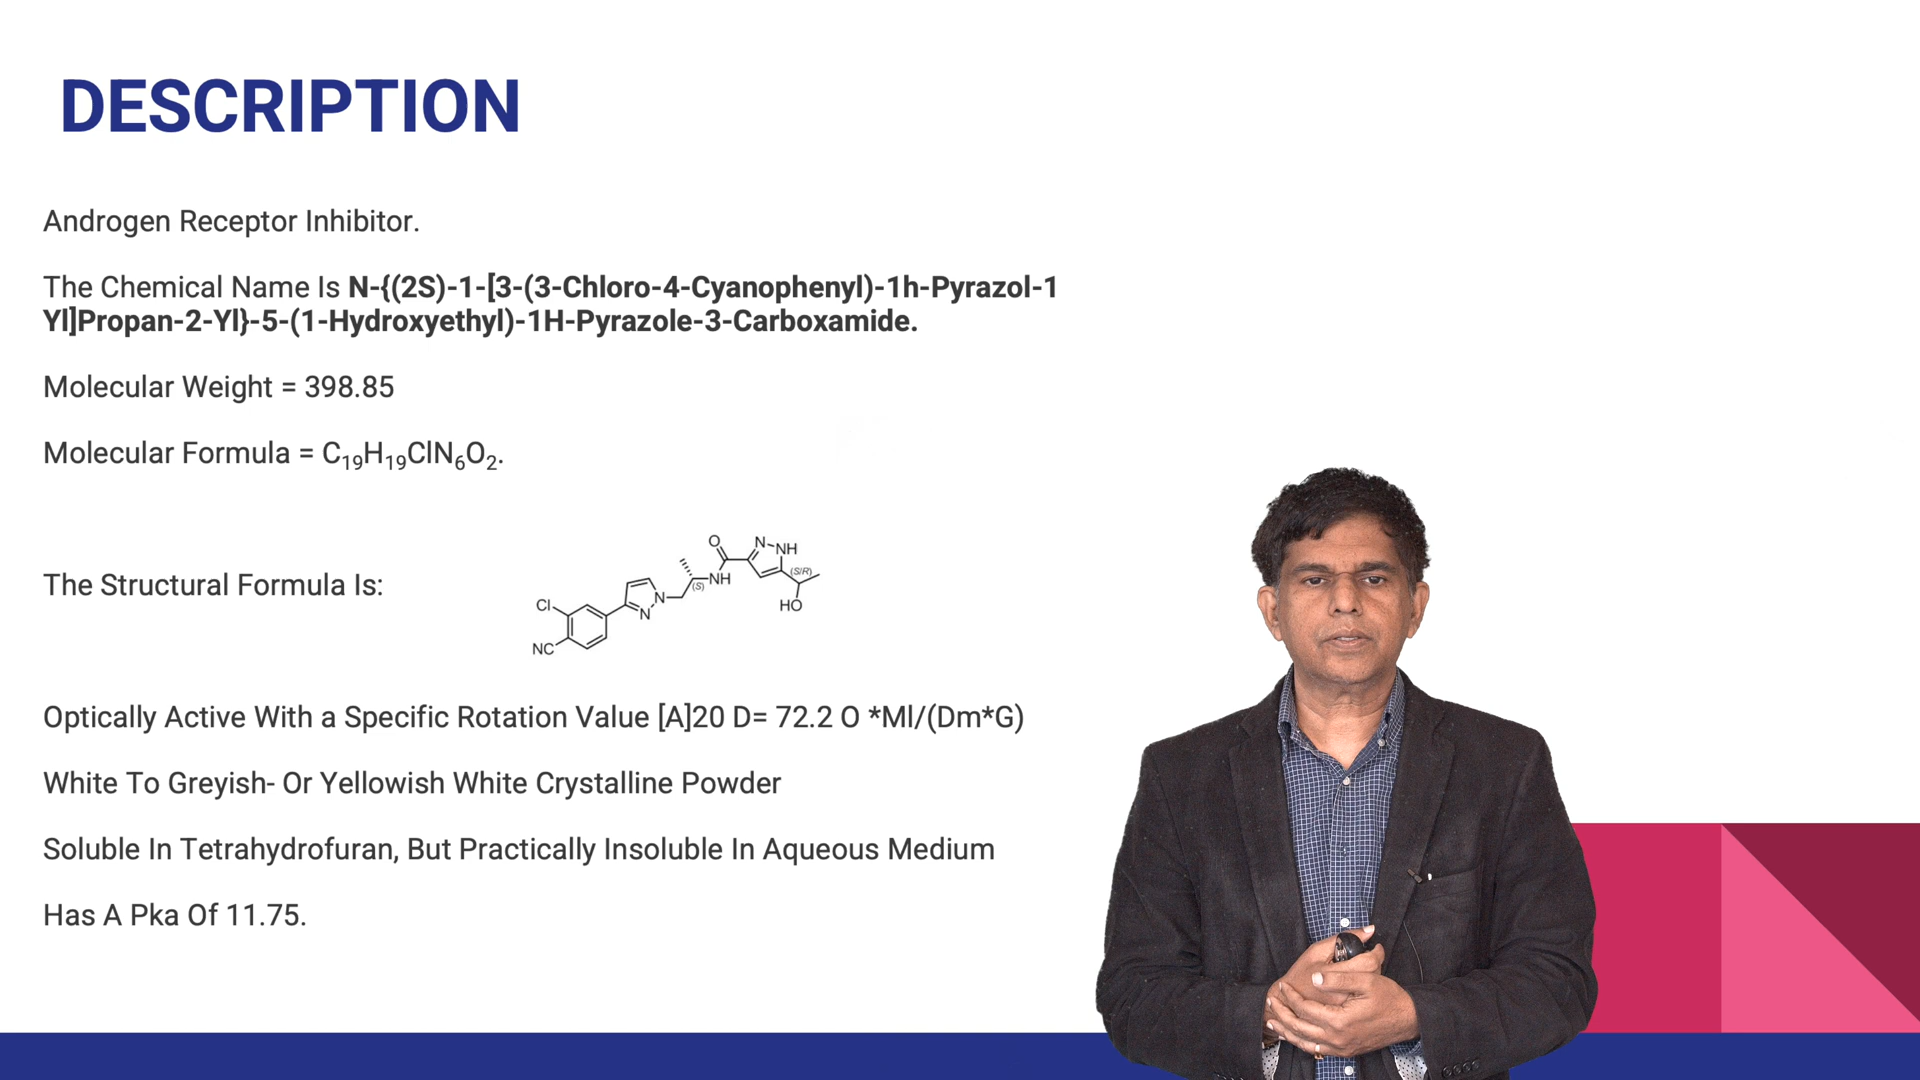 DESCRIPTION
Androgen Receptor Inhibitor.
The Chemical Name Is N-{(2S)-1-[3-(3-Chloro-4-Cyanophenyl)-1h-Pyrazol-1
Yl]Propan-2-Yl}-5-(1-Hydroxyethyl)-1H-Pyrazole-3-Carboxamide.
Molecular Weight = 398.85
Molecular Formula = C₁₉H₁₉ClN₆O₂.
The Structural Formula Is:
O
N
NH
(S/R)
NH
(S)
HO
N
N
Cl
NC
Optically Active With a Specific Rotation Value [A]20 D= 72.2 O *Ml/(Dm*G)
White To Greyish- Or Yellowish White Crystalline Powder
Soluble In Tetrahydrofuran, But Practically Insoluble In Aqueous Medium
Has A Pka Of 11.75.